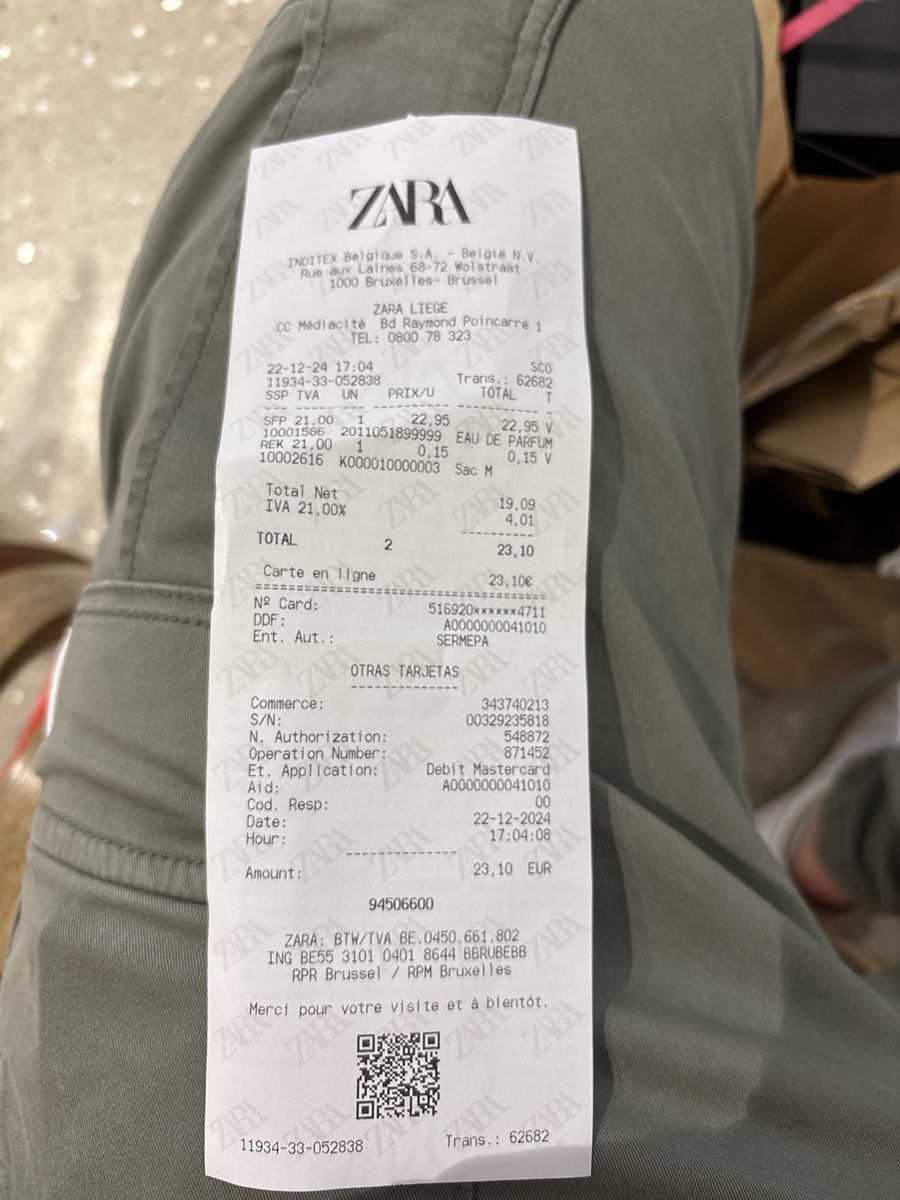 ZARA
INDITEX Belgique S.A. - Belgïe N.V.
Rue aux Laines 68-72 Wolstraat
1000 Bruxelles- Brussel
ZARA LIEGE
CC Médiacité Bd Raymond Poincarré 1
TEL: 0800 78 323
22-12-24 17:04 SCO
11934-33-052838 Trans.: 62682
SSP TVA UN PRIX/U TOTAL T
SFP 21,00 1 22,95 22,95 V
10001586 2011051899999 EAU DE PARFUM
REK 21,00 1 0,15 0,15 V
10002616 K000010000003 Sac M
Total Net 19,09
IVA 21,00% 4,01
TOTAL 2 23,10
Carte en ligne 23,10€
Nº Card: 516920******4711
DDF: A0000000041010
Ent. Aut.: SERMEPA
OTRAS TARJETAS
Commerce: 343740213
S/N: 00329235818
N. Authorization: 548872
Operation Number: 871452
Et. Application: Debit Mastercard
Aid: A0000000041010
Cod. Resp: 00
Date: 22-12-2024
Hour: 17:04:08
Amount: 23,10 EUR
94506600
ZARA: BTW/TVA BE.0450.661.802
ING BE55 3101 0401 8644 BBRUBEBB
RPR Brussel / RPM Bruxelles
Merci pour votre visite et à bientôt.
11934-33-052838 Trans.: 62682